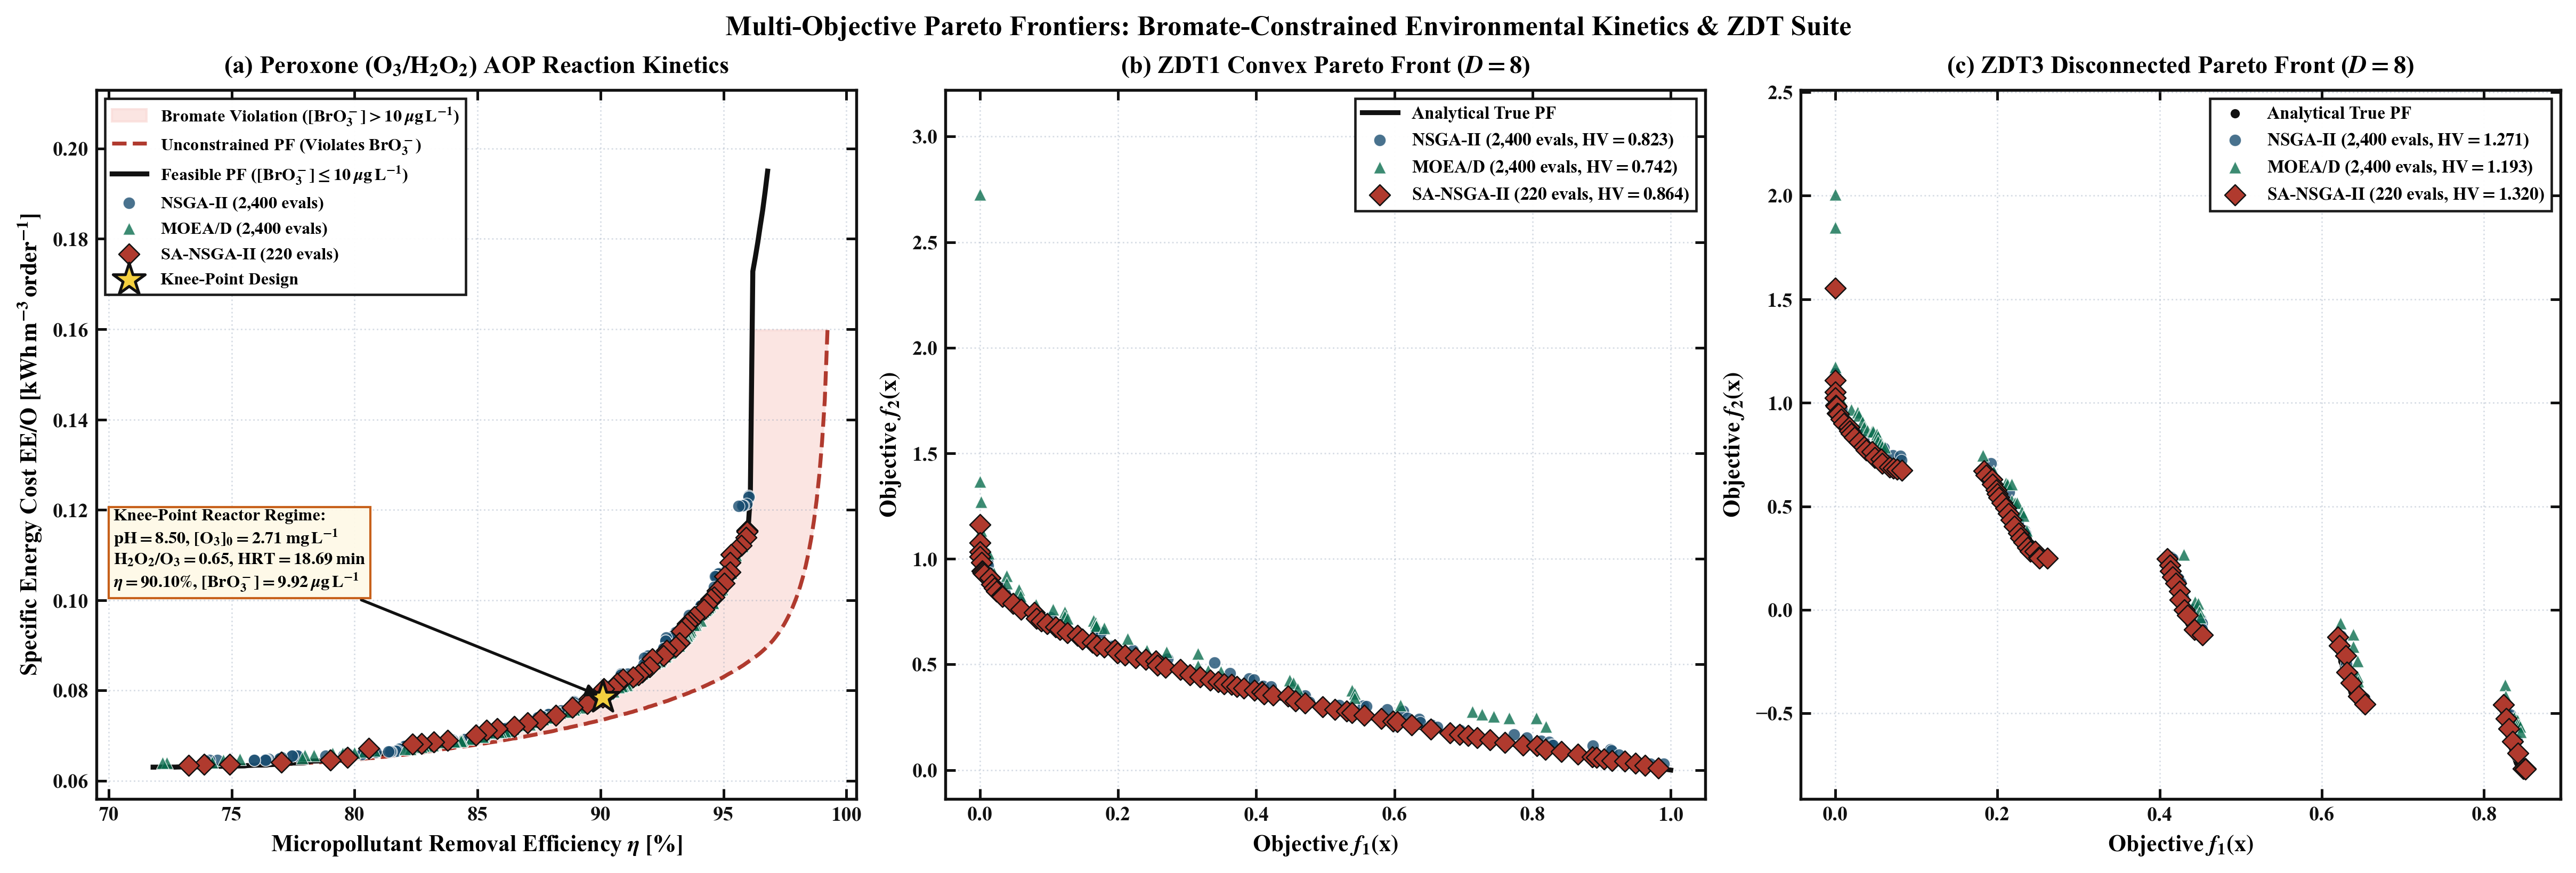 Multi-Objective Pareto Frontiers: Bromate-Constrained Environmental Kinetics & ZDT Suite
(a) Peroxone (O₃/H₂O₂) AOP Reaction Kinetics
Bromate Violation ([BrO₃⁻] > 10 μg L⁻¹)
Unconstrained PF (Violates BrO₃⁻)
Feasible PF ([BrO₃⁻] ≤ 10 μg L⁻¹)
NSGA-II (2,400 evals)
MOEA/D (2,400 evals)
SA-NSGA-II (220 evals)
Knee-Point Design
Knee-Point Reactor Regime:
pH = 8.50, [O₃]₀ = 2.71 mg L⁻¹
H₂O₂/O₃ = 0.65, HRT = 18.69 min
η = 90.10%, [BrO₃⁻] = 9.92 μg L⁻¹
Specific Energy Cost EE/O [kWh m⁻³ order⁻¹]
0.20
0.18
0.16
0.14
0.12
0.10
0.08
0.06
70 75 80 85 90 95 100
Micropollutant Removal Efficiency η [%]
(b) ZDT1 Convex Pareto Front (D = 8)
Analytical True PF
NSGA-II (2,400 evals, HV = 0.823)
MOEA/D (2,400 evals, HV = 0.742)
SA-NSGA-II (220 evals, HV = 0.864)
Objective f₂(x)
3.0
2.5
2.0
1.5
1.0
0.5
0.0
0.0 0.2 0.4 0.6 0.8 1.0
Objective f₁(x)
(c) ZDT3 Disconnected Pareto Front (D = 8)
Analytical True PF
NSGA-II (2,400 evals, HV = 1.271)
MOEA/D (2,400 evals, HV = 1.193)
SA-NSGA-II (220 evals, HV = 1.320)
Objective f₂(x)
2.5
2.0
1.5
1.0
0.5
0.0
−0.5
0.0 0.2 0.4 0.6 0.8
Objective f₁(x)